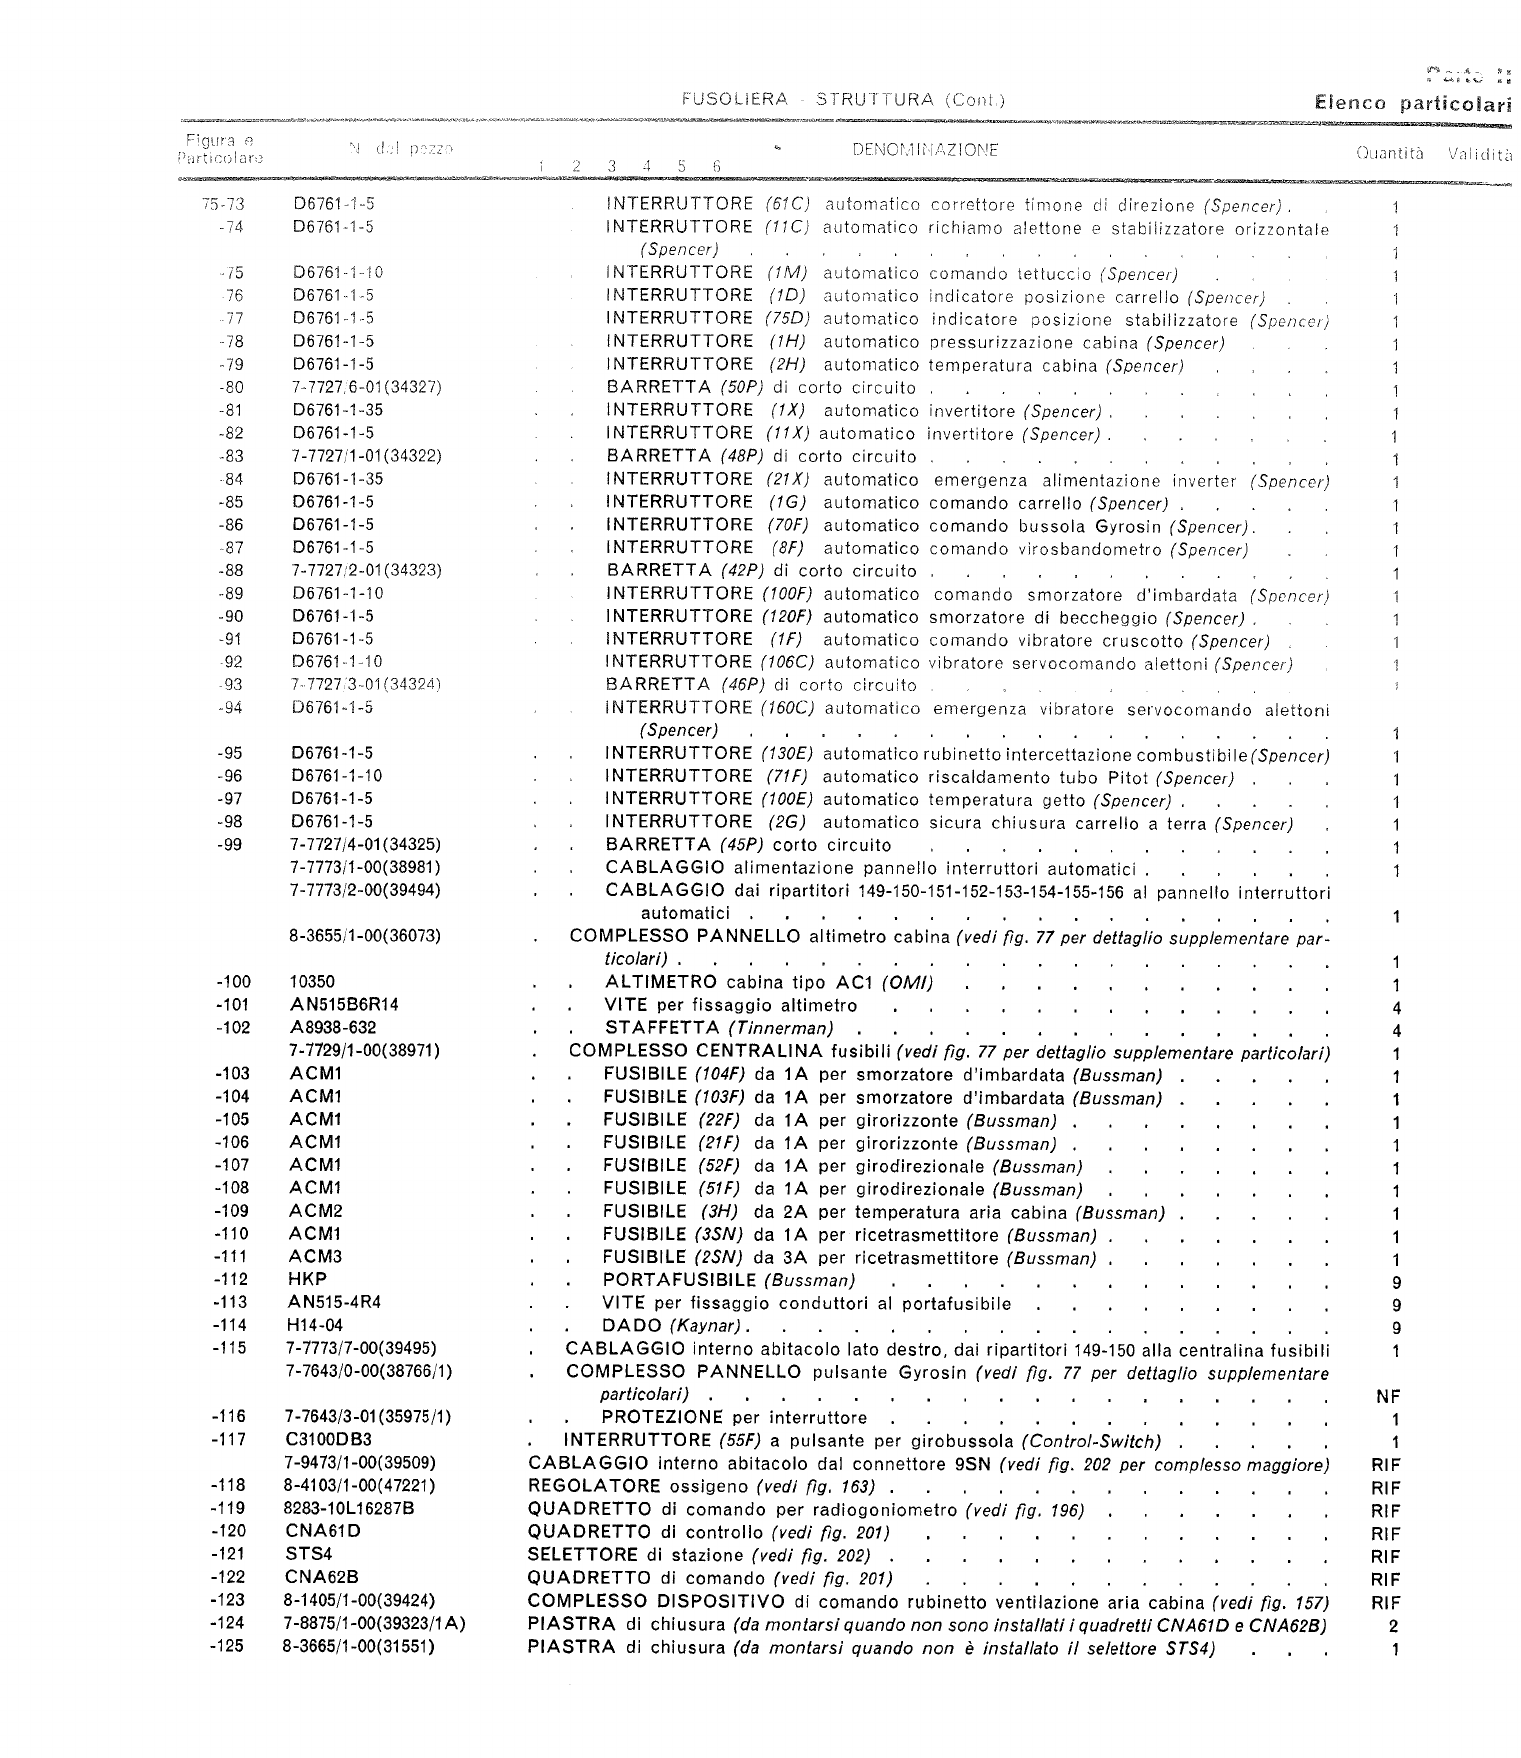 Parte II
FUSOLIERA - STRUTTURA (Cont.)
Elenco particolari
Figura e Particolare N. del pezzo 1 2 3 4 5 6 DENOMINAZIONE Quantità Validità
75-73 D6761-1-5 . INTERRUTTORE (61C) automatico correttore timone di direzione (Spencer) . . 1
-74 D6761-1-5 . INTERRUTTORE (11C) automatico richiamo alettone e stabilizzatore orizzontale 1
(Spencer) . . . . . . . . . . . . . . . . . 1
-75 D6761-1-10 . . INTERRUTTORE (1M) automatico comando tettuccio (Spencer) . . . 1
-76 D6761-1-5 . . INTERRUTTORE (1D) automatico indicatore posizione carrello (Spencer) . . 1
-77 D6761-1-5 . . INTERRUTTORE (75D) automatico indicatore posizione stabilizzatore (Spencer) 1
-78 D6761-1-5 . . INTERRUTTORE (1H) automatico pressurizzazione cabina (Spencer) . . . 1
-79 D6761-1-5 . . INTERRUTTORE (2H) automatico temperatura cabina (Spencer) . . . . 1
-80 7-7727/6-01(34327) . . BARRETTA (50P) di corto circuito . . . . . . . . . . . . 1
-81 D6761-1-35 . . INTERRUTTORE (1X) automatico invertitore (Spencer) . . . . . . . 1
-82 D6761-1-5 . . INTERRUTTORE (11X) automatico invertitore (Spencer) . . . . . . . 1
-83 7-7727/1-01(34322) . . BARRETTA (48P) di corto circuito . . . . . . . . . . . . 1
-84 D6761-1-35 . . INTERRUTTORE (21X) automatico emergenza alimentazione inverter (Spencer) 1
-85 D6761-1-5 . . INTERRUTTORE (1G) automatico comando carrello (Spencer) . . . . . 1
-86 D6761-1-5 . . INTERRUTTORE (70F) automatico comando bussola Gyrosin (Spencer) . . . 1
-87 D6761-1-5 . . INTERRUTTORE (8F) automatico comando virosbandometro (Spencer) . . 1
-88 7-7727/2-01(34323) . . BARRETTA (42P) di corto circuito . . . . . . . . . . . . 1
-89 D6761-1-10 . . INTERRUTTORE (100F) automatico comando smorzatore d'imbardata (Spencer) 1
-90 D6761-1-5 . . INTERRUTTORE (120F) automatico smorzatore di beccheggio (Spencer) . . . 1
-91 D6761-1-5 . . INTERRUTTORE (1F) automatico comando vibratore cruscotto (Spencer) . . 1
-92 D6761-1-10 INTERRUTTORE (106C) automatico vibratore servocomando alettoni (Spencer) . 1
-93 7-7727/3-01(34324) BARRETTA (46P) di corto circuito . . . . . . . . . . . 1
-94 D6761-1-5 . . INTERRUTTORE (160C) automatico emergenza vibratore servocomando alettoni
(Spencer) . . . . . . . . . . . . . . . . . 1
-95 D6761-1-5 . . INTERRUTTORE (130E) automatico rubinetto intercettazione combustibile (Spencer) 1
-96 D6761-1-10 . . INTERRUTTORE (71F) automatico riscaldamento tubo Pitot (Spencer) . . . 1
-97 D6761-1-5 . . INTERRUTTORE (100E) automatico temperatura getto (Spencer) . . . . . 1
-98 D6761-1-5 . . INTERRUTTORE (2G) automatico sicura chiusura carrello a terra (Spencer) . 1
-99 7-7727/4-01(34325) . . BARRETTA (45P) corto circuito . . . . . . . . . . . . 1
7-7773/1-00(38981) . . CABLAGGIO alimentazione pannello interruttori automatici . . . . . . 1
7-7773/2-00(39494) . . CABLAGGIO dai ripartitori 149-150-151-152-153-154-155-156 al pannello interruttori
automatici . . . . . . . . . . . . . . . . . 1
8-3655/1-00(36073) . COMPLESSO PANNELLO altimetro cabina (vedi fig. 77 per dettaglio supplementare par-
ticolari) . . . . . . . . . . . . . . . . . . . 1
-100 10350 . . ALTIMETRO cabina tipo AC1 (OMI) . . . . . . . . . . . 1
-101 AN515B6R14 . . VITE per fissaggio altimetro . . . . . . . . . . . . . 4
-102 A8938-632 . . STAFFETTA (Tinnerman) . . . . . . . . . . . . . . 4
7-7729/1-00(38971) . COMPLESSO CENTRALINA fusibili (vedi fig. 77 per dettaglio supplementare particolari) 1
-103 ACM1 . . FUSIBILE (104F) da 1A per smorzatore d'imbardata (Bussman) . . . . . 1
-104 ACM1 . . FUSIBILE (103F) da 1A per smorzatore d'imbardata (Bussman) . . . . . 1
-105 ACM1 . . FUSIBILE (22F) da 1A per girorizzonte (Bussman) . . . . . . . . 1
-106 ACM1 . . FUSIBILE (21F) da 1A per girorizzonte (Bussman) . . . . . . . . 1
-107 ACM1 . . FUSIBILE (52F) da 1A per girodirezionale (Bussman) . . . . . . . 1
-108 ACM1 . . FUSIBILE (51F) da 1A per girodirezionale (Bussman) . . . . . . . 1
-109 ACM2 . . FUSIBILE (3H) da 2A per temperatura aria cabina (Bussman) . . . . . 1
-110 ACM1 . . FUSIBILE (3SN) da 1A per ricetrasmettitore (Bussman) . . . . . . . 1
-111 ACM3 . . FUSIBILE (2SN) da 3A per ricetrasmettitore (Bussman) . . . . . . . 1
-112 HKP . . PORTAFUSIBILE (Bussman) . . . . . . . . . . . . . 9
-113 AN515-4R4 . . VITE per fissaggio conduttori al portafusibile . . . . . . . . . 9
-114 H14-04 . . DADO (Kaynar) . . . . . . . . . . . . . . . . . 9
-115 7-7773/7-00(39495) . CABLAGGIO interno abitacolo lato destro, dai ripartitori 149-150 alla centralina fusibili 1
7-7643/0-00(38766/1) . COMPLESSO PANNELLO pulsante Gyrosin (vedi fig. 77 per dettaglio supplementare
particolari) . . . . . . . . . . . . . . . . . . NF
-116 7-7643/3-01(35975/1) . . PROTEZIONE per interruttore . . . . . . . . . . . . . 1
-117 C3100DB3 . INTERRUTTORE (55F) a pulsante per girobussola (Control-Switch) . . . . . 1
7-9473/1-00(39509) CABLAGGIO interno abitacolo dal connettore 9SN (vedi fig. 202 per complesso maggiore) RIF
-118 8-4103/1-00(47221) REGOLATORE ossigeno (vedi fig. 163) . . . . . . . . . . . . . RIF
-119 8283-10L16287B QUADRETTO di comando per radiogoniometro (vedi fig. 196) . . . . . . . RIF
-120 CNA61D QUADRETTO di controllo (vedi fig. 201) . . . . . . . . . . . . RIF
-121 STS4 SELETTORE di stazione (vedi fig. 202) . . . . . . . . . . . . . RIF
-122 CNA62B QUADRETTO di comando (vedi fig. 201) . . . . . . . . . . . . RIF
-123 8-1405/1-00(39424) COMPLESSO DISPOSITIVO di comando rubinetto ventilazione aria cabina (vedi fig. 157) RIF
-124 7-8875/1-00(39323/1A) PIASTRA di chiusura (da montarsi quando non sono installati i quadretti CNA61D e CNA62B) 2
-125 8-3665/1-00(31551) PIASTRA di chiusura (da montarsi quando non è installato il selettore STS4) . . . 1